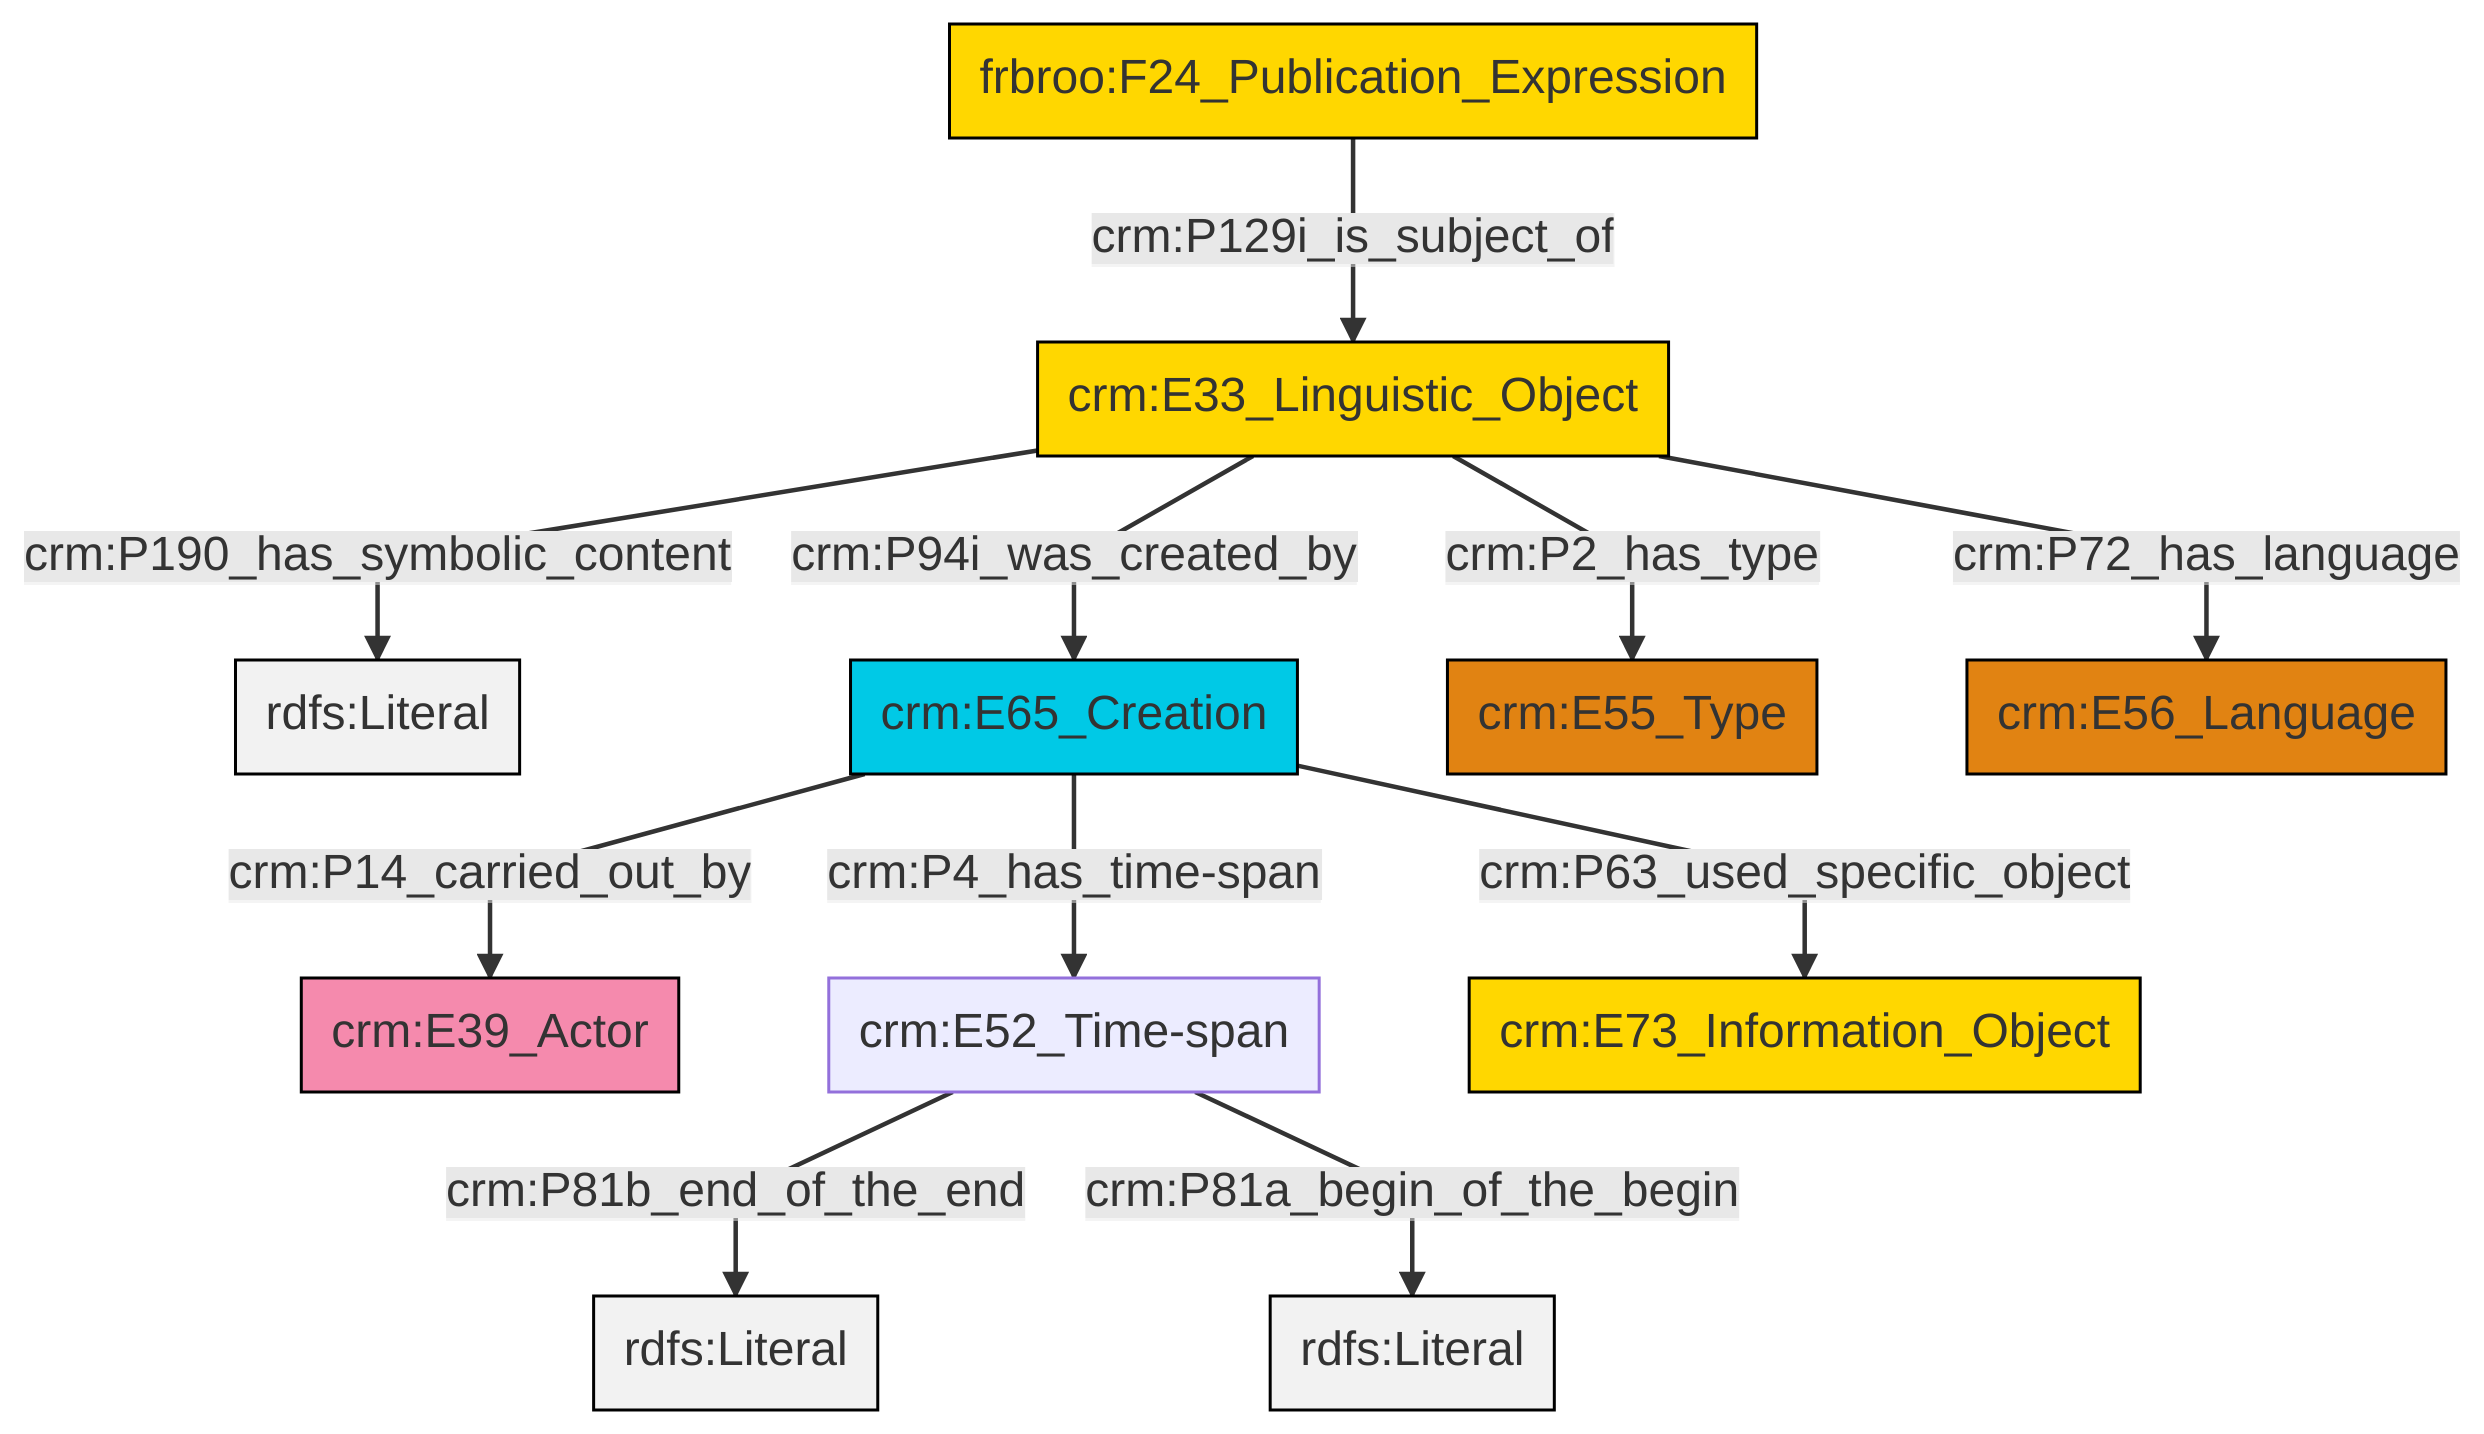 frbroo:F24_Publication_Expression
crm:P129i_is_subject_of
crm:E33_Linguistic_Object
crm:P190_has_symbolic_content
crm:P94i_was_created_by
crm:P2_has_type
crm:P72_has_language
rdfs:Literal
crm:E65_Creation
crm:E55_Type
crm:E56_Language
crm:P14_carried_out_by
crm:P4_has_time-span
crm:P63_used_specific_object
crm:E39_Actor
crm:E52_Time-span
crm:E73_Information_Object
crm:P81b_end_of_the_end
crm:P81a_begin_of_the_begin
rdfs:Literal
rdfs:Literal